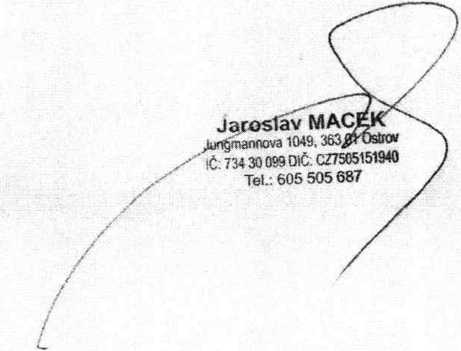 Jaroslav MACEK
Jungmannova 1049, 363 01 Ostrov
IČ: 734 30 099 DIČ: CZ7505151940
Tel.: 605 505 687